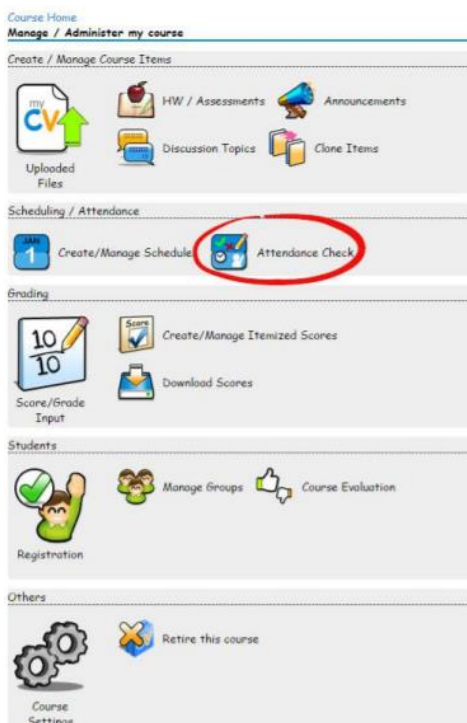 Course Home
Manage / Administer my course
Create / Manage Course Items
my
CV
Uploaded
Files
HW / Assessments
Announcements
Discussion Topics
Clone Items
Scheduling / Attendance
JAN
1
Create/Manage Schedule
Attendance Check
Grading
10/10
Score/Grade
Input
Score
Create/Manage Itemized Scores
Download Scores
Students
Registration
Manage Groups
Course Evaluation
Others
Course
Settings
Retire this course